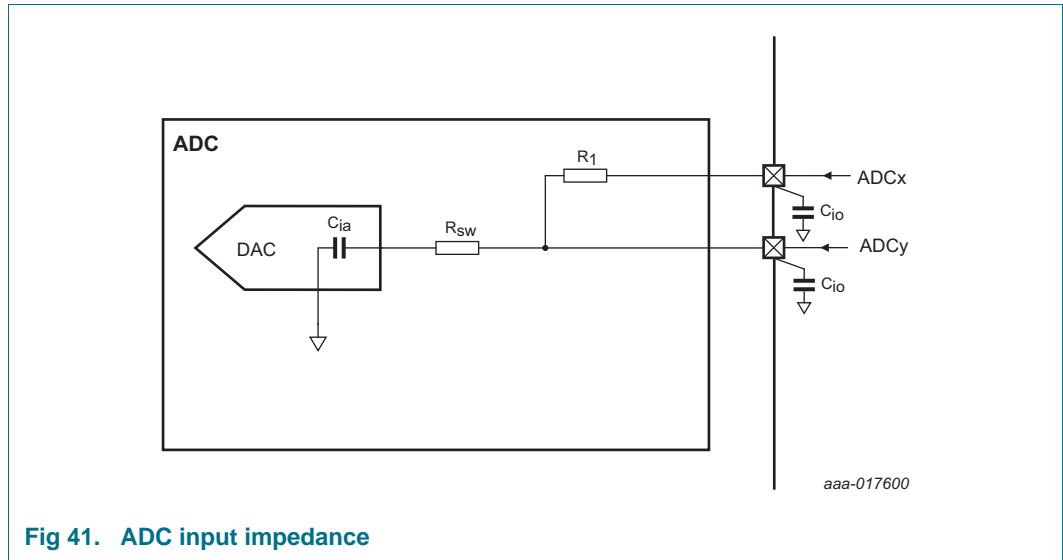 ADC
R1
ADCx
Cio
Cia
Rsw
DAC
ADCy
Cio
aaa-017600
Fig 41. ADC input impedance